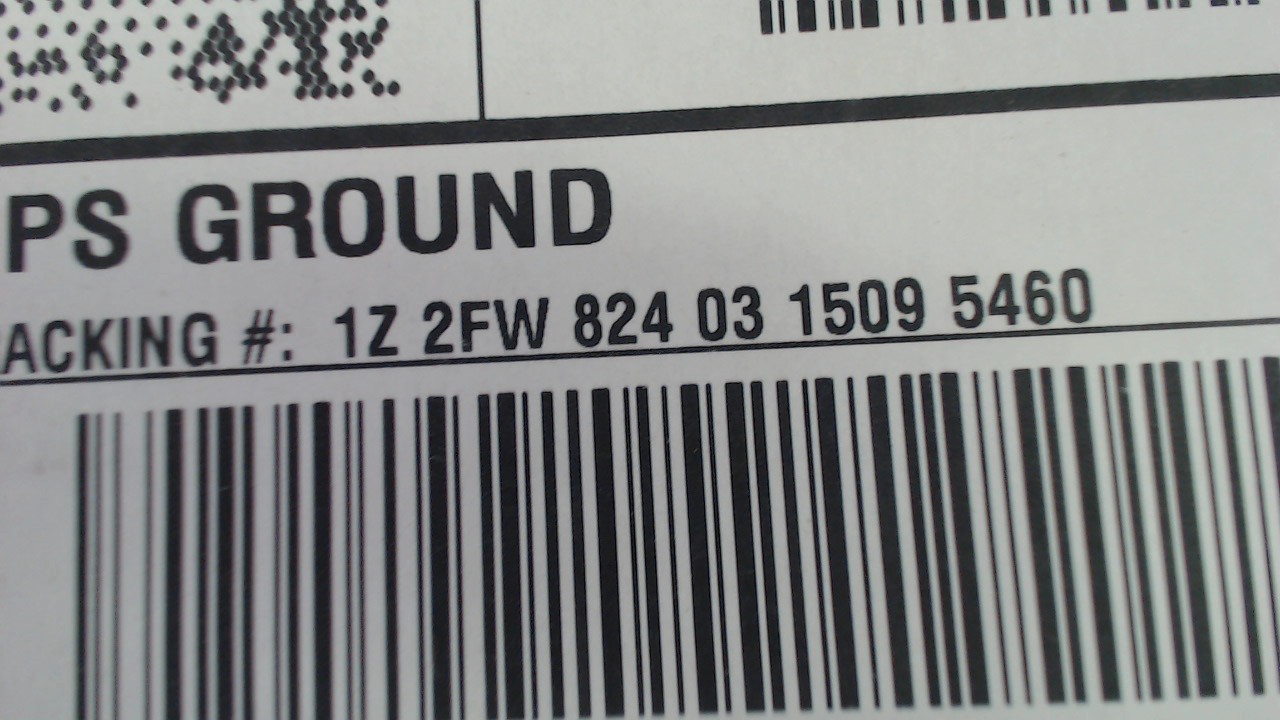 PS GROUND
ACKING #: 1Z 2FW 824 03 1509 5460